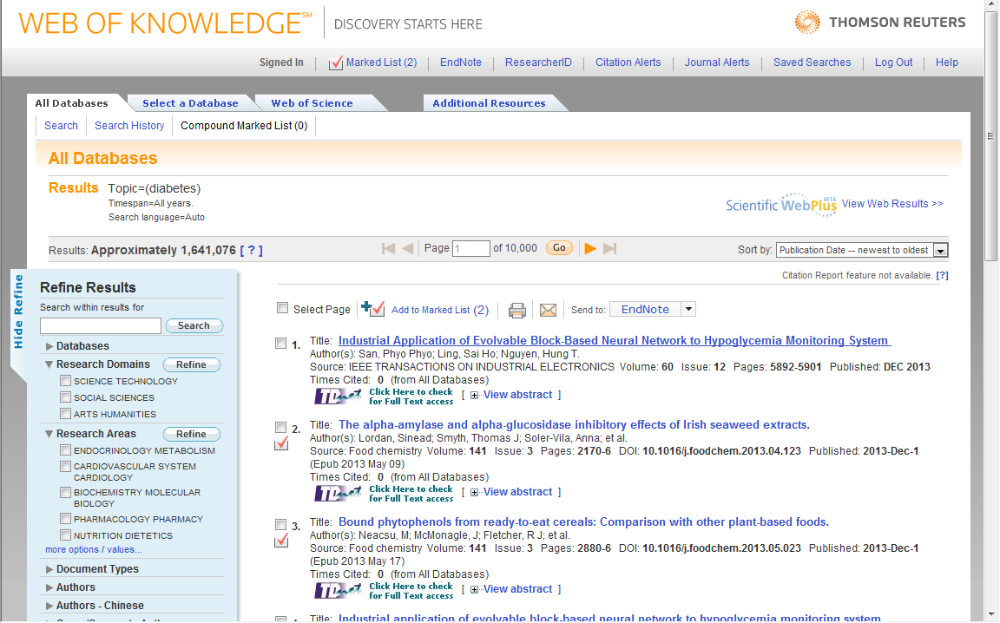 WEB OF KNOWLEDGE℠ DISCOVERY STARTS HERE THOMSON REUTERS
Signed In Marked List (2) EndNote ResearcherID Citation Alerts Journal Alerts Saved Searches Log Out Help
All Databases Select a Database Web of Science Additional Resources
Search Search History Compound Marked List (0)
All Databases
Results Topic=(diabetes)
Timespan=All years.
Search language=Auto
Scientific WebPlus BETA View Web Results >>
Results: Approximately 1,641,076 [ ? ] Page 1 of 10,000 Go Sort by: Publication Date -- newest to oldest
Citation Report feature not available. [?]
Hide Refine
Refine Results
Search within results for
Search
Databases
Research Domains Refine
SCIENCE TECHNOLOGY
SOCIAL SCIENCES
ARTS HUMANITIES
Research Areas Refine
ENDOCRINOLOGY METABOLISM
CARDIOVASCULAR SYSTEM
CARDIOLOGY
BIOCHEMISTRY MOLECULAR
BIOLOGY
PHARMACOLOGY PHARMACY
NUTRITION DIETETICS
more options / values...
Document Types
Authors
Authors - Chinese
Select Page Add to Marked List (2) Send to: EndNote
1. Title: Industrial Application of Evolvable Block-Based Neural Network to Hypoglycemia Monitoring System
Author(s): San, Phyo Phyo; Ling, Sai Ho; Nguyen, Hung T.
Source: IEEE TRANSACTIONS ON INDUSTRIAL ELECTRONICS Volume: 60 Issue: 12 Pages: 5892-5901 Published: DEC 2013
Times Cited: 0 (from All Databases)
TDnet Click Here to check
for Full Text access [ View abstract ]
2. Title: The alpha-amylase and alpha-glucosidase inhibitory effects of Irish seaweed extracts.
Author(s): Lordan, Sinead; Smyth, Thomas J; Soler-Vila, Anna; et al.
Source: Food chemistry Volume: 141 Issue: 3 Pages: 2170-6 DOI: 10.1016/j.foodchem.2013.04.123 Published: 2013-Dec-1
(Epub 2013 May 09)
Times Cited: 0 (from All Databases)
TDnet Click Here to check
for Full Text access [ View abstract ]
3. Title: Bound phytophenols from ready-to-eat cereals: Comparison with other plant-based foods.
Author(s): Neacsu, M; McMonagle, J; Fletcher, R J; et al.
Source: Food chemistry Volume: 141 Issue: 3 Pages: 2880-6 DOI: 10.1016/j.foodchem.2013.05.023 Published: 2013-Dec-1
(Epub 2013 May 17)
Times Cited: 0 (from All Databases)
TDnet Click Here to check
for Full Text access [ View abstract ]
Title: Industrial application of evolvable block-based neural network to hypoglycemia monitoring system